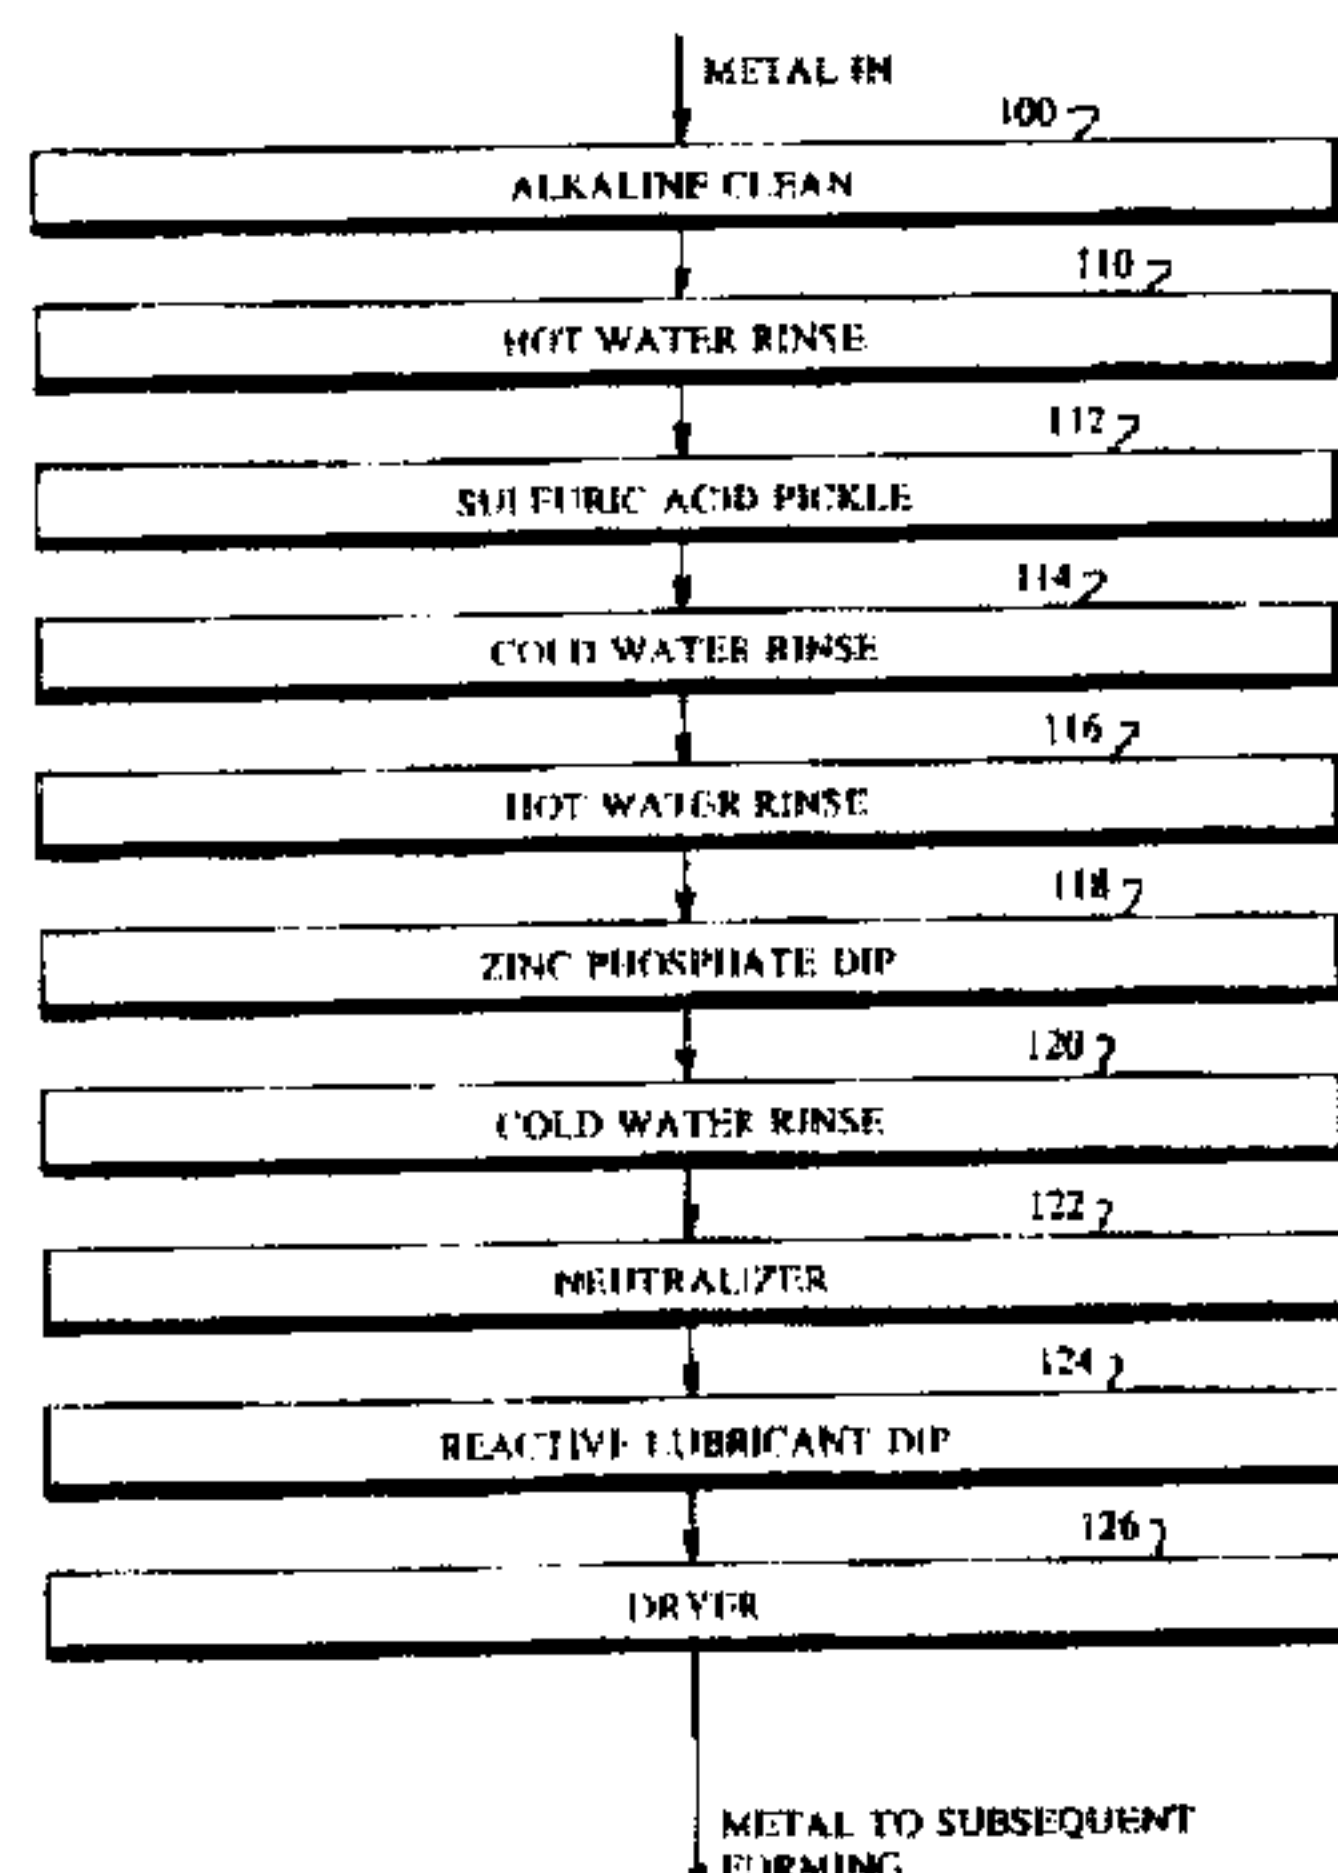 METAL IN
100
ALKALINE CLEAN
110
HOT WATER RINSE
112
SULFURIC ACID PICKLE
114
COLD WATER RINSE
116
HOT WATER RINSE
118
ZINC PHOSPHATE DIP
120
COLD WATER RINSE
122
NEUTRALIZER
124
REACTIVE LUBRICANT DIP
126
DRYER
METAL TO SUBSEQUENT
FORMING